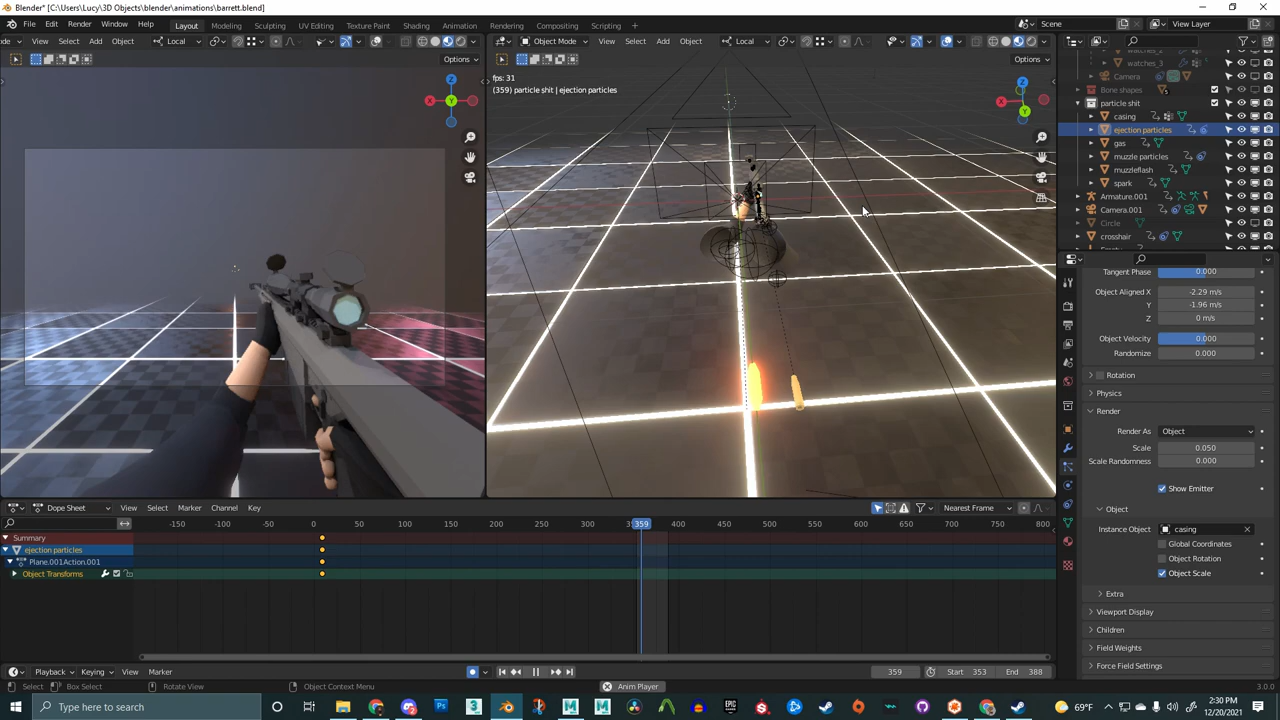 Blender* [C:\Users\Lucy\3D Objects\blender\animations\barrett.blend]
File Edit Render Window Help Layout Modeling Sculpting UV Editing Texture Paint Shading Animation Rendering Compositing Scripting + Scene View Layer
View Select Add Object Local Object Mode View Select Add Object Local
Options Options
fps: 31
(359) particle shit | ejection particles
watches_2
watches_3
Camera
Bone shapes
particle shit
casing
ejection particles
gas
muzzle particles
muzzleflash
spark
Armature.001
Camera.001
Circle
crosshair
Tangent Phase 0.000
Object Aligned X -2.29 m/s
Y -1.96 m/s
Z 0 m/s
Object Velocity 0.000
Randomize 0.000
Rotation
Physics
Render
Render As Object
Scale 0.050
Scale Randomness 0.000
Show Emitter
Object
Instance Object casing
Global Coordinates
Object Rotation
Object Scale
Extra
Viewport Display
Children
Field Weights
Force Field Settings
Dope Sheet View Select Marker Channel Key Nearest Frame
-150 -100 -50 0 50 100 150 200 250 300 359 400 450 500 550 600 650 700 750 800
Summary
ejection particles
Plane.001Action.001
Object Transforms
Playback Keying View Marker 359 Start 353 End 388
Select Box Select Rotate View Object Context Menu Anim Player 3.0.0
Type here to search 69°F 2:30 PM
12/20/2021